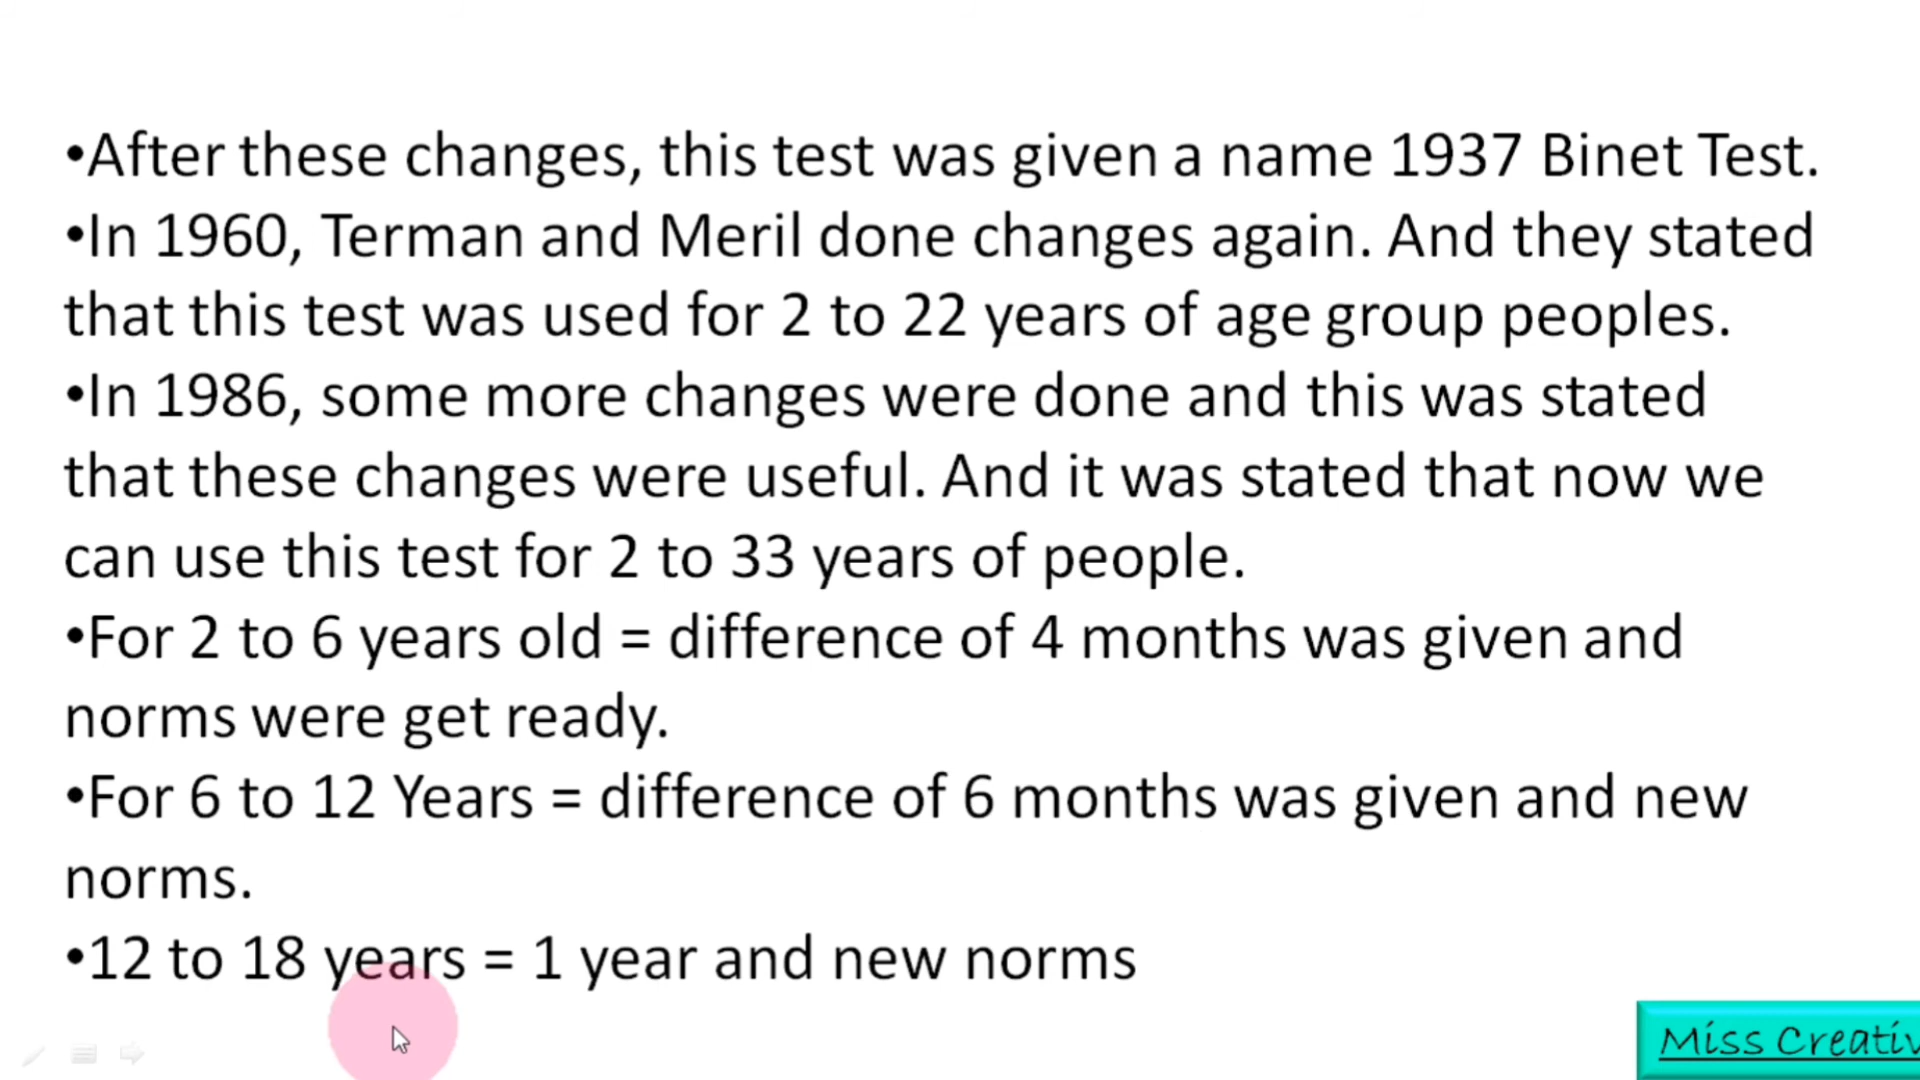 •After these changes, this test was given a name 1937 Binet Test.
•In 1960, Terman and Meril done changes again. And they stated
that this test was used for 2 to 22 years of age group peoples.
•In 1986, some more changes were done and this was stated
that these changes were useful. And it was stated that now we
can use this test for 2 to 33 years of people.
•For 2 to 6 years old = difference of 4 months was given and
norms were get ready.
•For 6 to 12 Years = difference of 6 months was given and new
norms.
•12 to 18 years = 1 year and new norms
Miss Creativ